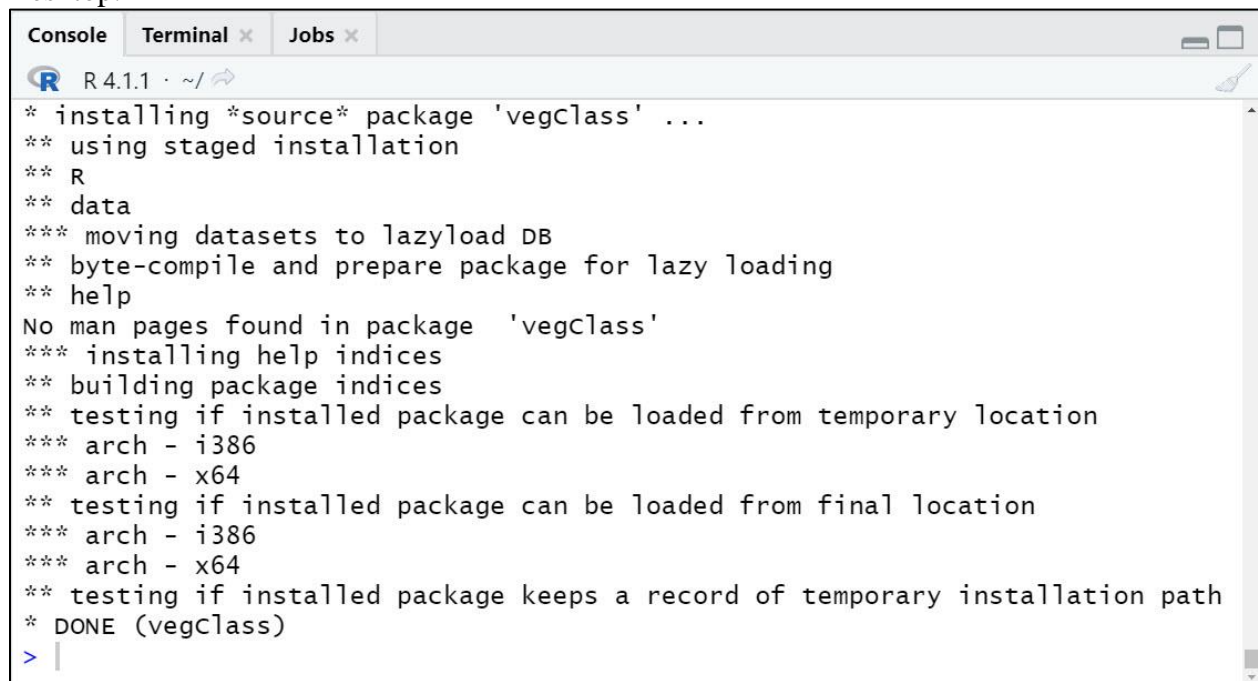 Console Terminal × Jobs ×
R R 4.1.1 · ~/
* installing *source* package 'vegClass' ...
** using staged installation
** R
** data
*** moving datasets to lazyload DB
** byte-compile and prepare package for lazy loading
** help
No man pages found in package  'vegClass'
*** installing help indices
** building package indices
** testing if installed package can be loaded from temporary location
*** arch - i386
*** arch - x64
** testing if installed package can be loaded from final location
*** arch - i386
*** arch - x64
** testing if installed package keeps a record of temporary installation path
* DONE (vegClass)
>